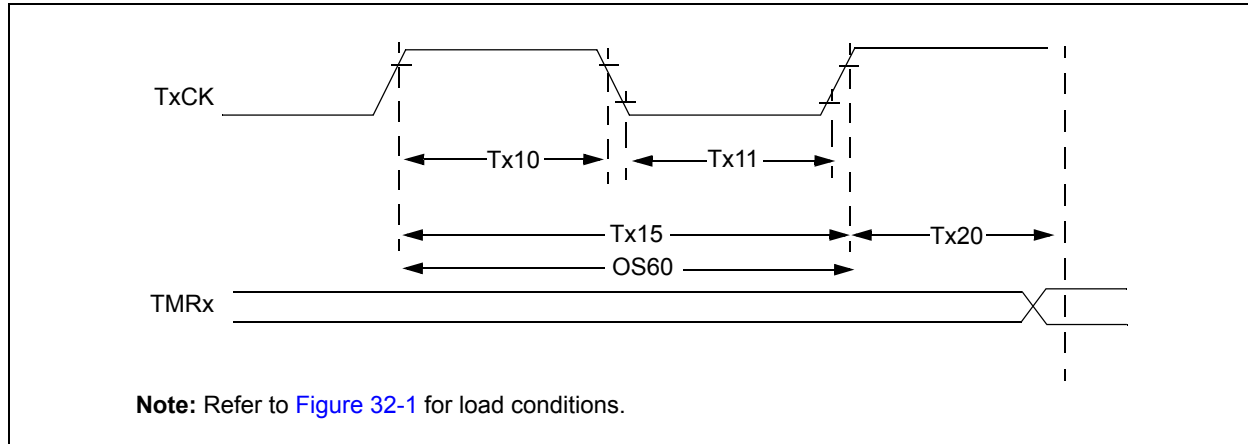 TxCK
Tx10
Tx11
Tx15
Tx20
OS60
TMRx
Note: Refer to Figure 32-1 for load conditions.